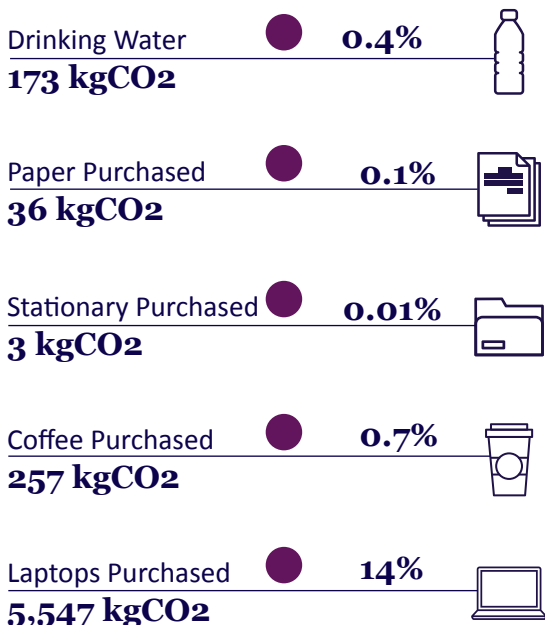 Drinking Water 0.4%
173 kgCO2
Paper Purchased 0.1%
36 kgCO2
Stationary Purchased 0.01%
3 kgCO2
Coffee Purchased 0.7%
257 kgCO2
Laptops Purchased 14%
5,547 kgCO2